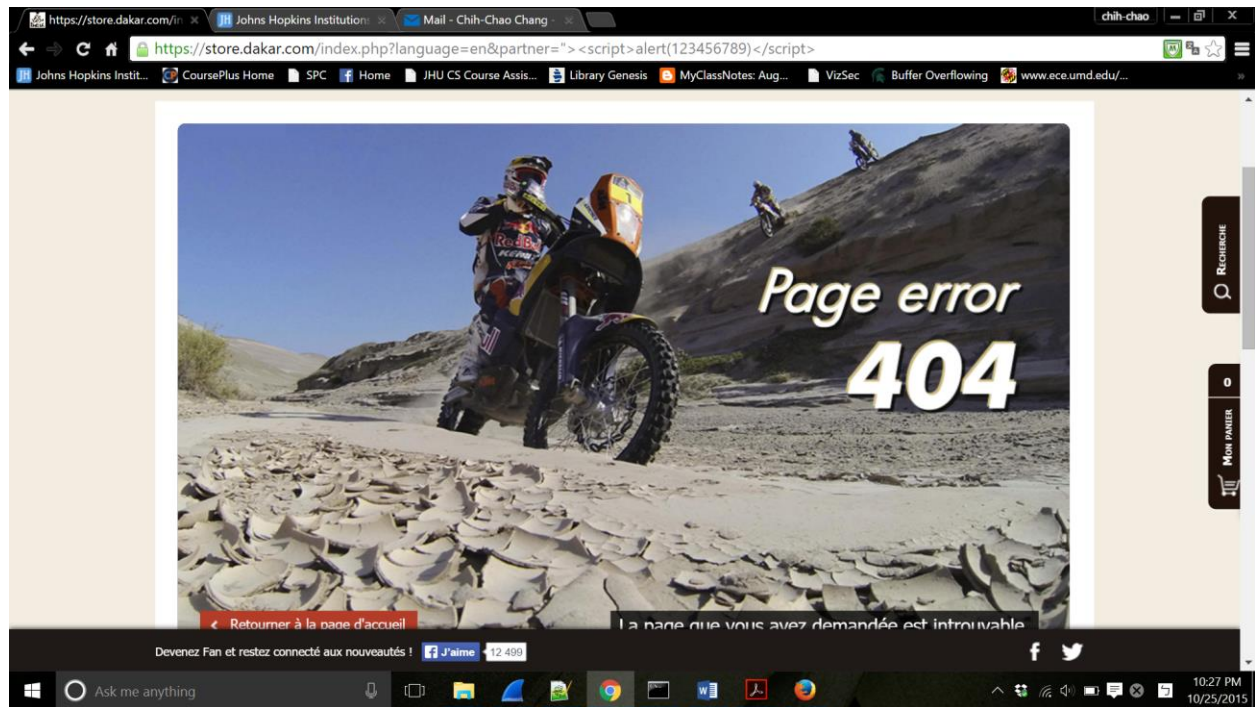 https://store.dakar.com/in
Johns Hopkins Institution
Mail - Chih-Chao Chang -
chih-chao
https://store.dakar.com/index.php?language=en&partner="><script>alert(123456789)</script>
Johns Hopkins Instit...
CoursePlus Home
SPC
Home
JHU CS Course Assis...
Library Genesis
MyClassNotes: Aug...
VizSec
Buffer Overflowing
www.ece.umd.edu/...
Page error
404
RedBull
RECHERCHE
0
MON PANIER
Retourner à la page d'accueil
La page que vous avez demandée est introuvable
Devenez Fan et restez connecté aux nouveautés !
J'aime
12 499
Ask me anything
10:27 PM
10/25/2015